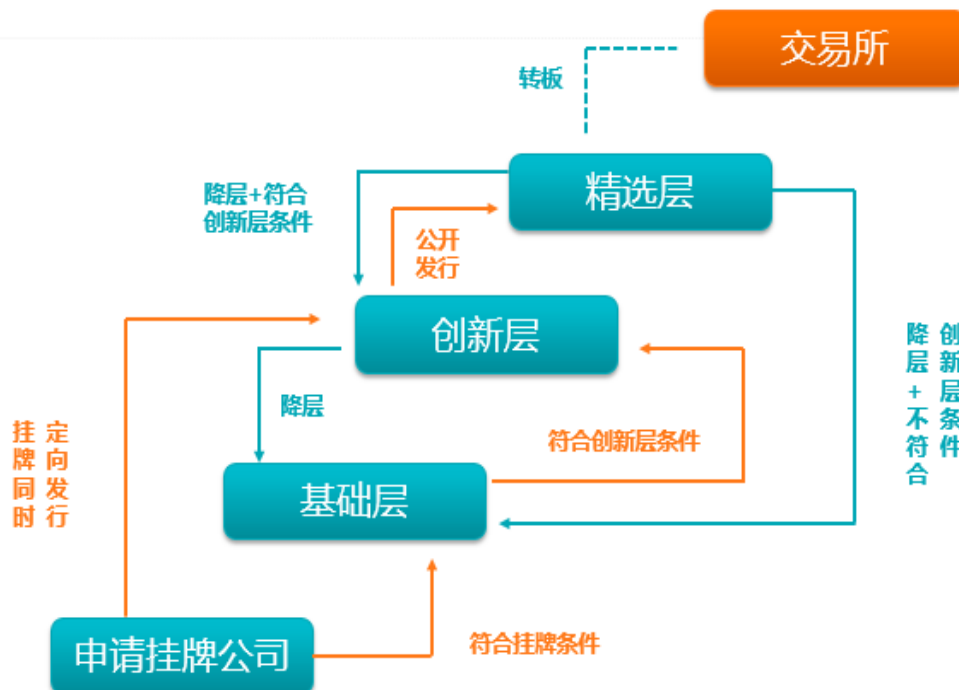 交易所
转板
精选层
降层+符合
创新层条件
公开
发行
创新层
降层
符合创新层条件
降层+不符合
创新层条件
基础层
挂牌同时
定向发行
申请挂牌公司
符合挂牌条件